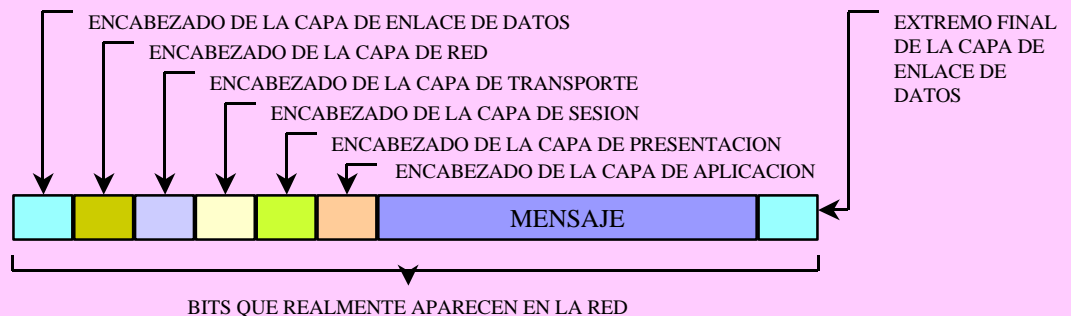 ENCABEZADO DE LA CAPA DE ENLACE DE DATOS
ENCABEZADO DE LA CAPA DE RED
ENCABEZADO DE LA CAPA DE TRANSPORTE
ENCABEZADO DE LA CAPA DE SESION
ENCABEZADO DE LA CAPA DE PRESENTACION
ENCABEZADO DE LA CAPA DE APLICACION
EXTREMO FINAL
DE LA CAPA DE
ENLACE DE
DATOS
MENSAJE
BITS QUE REALMENTE APARECEN EN LA RED